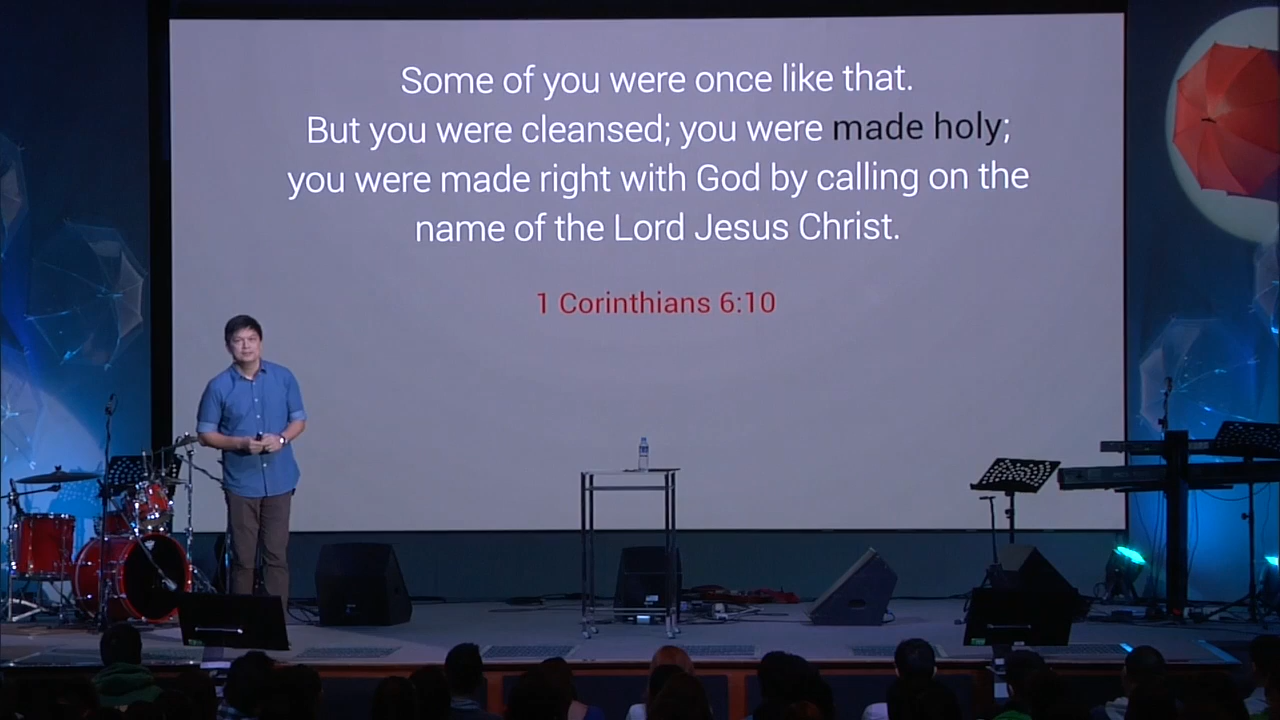 Some of you were once like that.
But you were cleansed; you were made holy;
you were made right with God by calling on the
name of the Lord Jesus Christ.
1 Corinthians 6:10